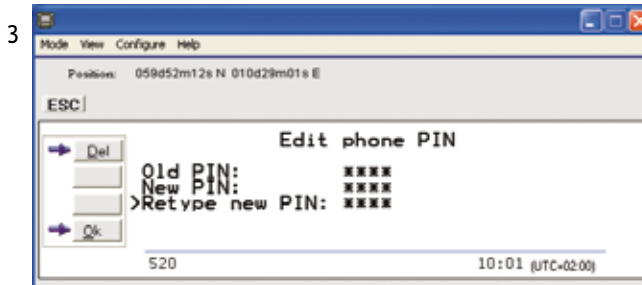 3
Mode View Configure Help
Position: 059d52m12s N 010d29m01s E
ESC
Edit phone PIN
Del
Old PIN: ****
New PIN: ****
>Retype new PIN: ****
Ok
520 10:01 (UTC+02:00)